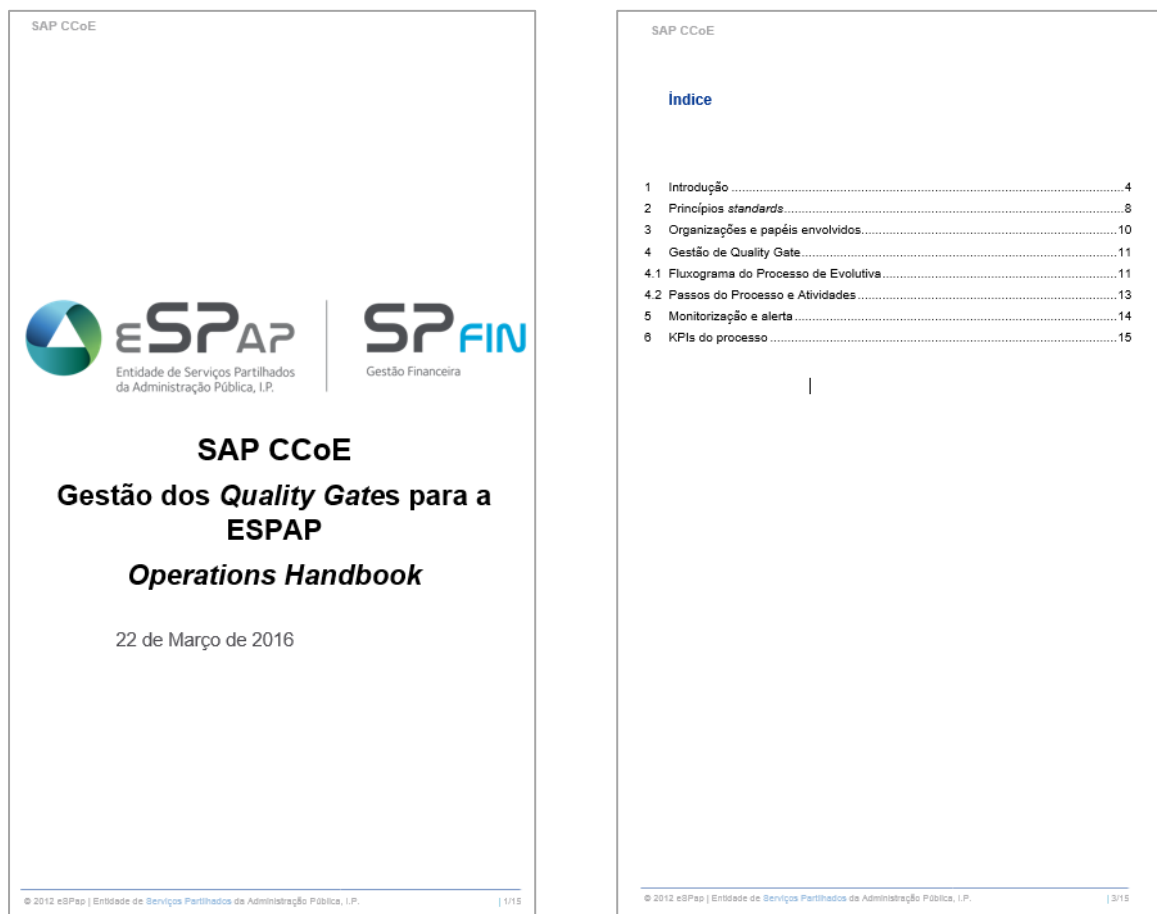 SAP CCoE
eSPap
Entidade de Serviços Partilhados
da Administração Pública, I.P.
SP FIN
Gestão Financeira
SAP CCoE
Gestão dos Quality Gates para a
ESPAP
Operations Handbook
22 de Março de 2016
© 2012 eSPap | Entidade de Serviços Partilhados da Administração Pública, I.P. | 1/15
SAP CCoE
Índice
1 Introdução ........ 4
2 Princípios standards ........ 8
3 Organizações e papéis envolvidos ........ 10
4 Gestão de Quality Gate ........ 11
4.1 Fluxograma do Processo de Evolutiva ........ 11
4.2 Passos do Processo e Atividades ........ 13
5 Monitorização e alerta ........ 14
6 KPIs do processo ........ 15
© 2012 eSPap | Entidade de Serviços Partilhados da Administração Pública, I.P. | 3/15